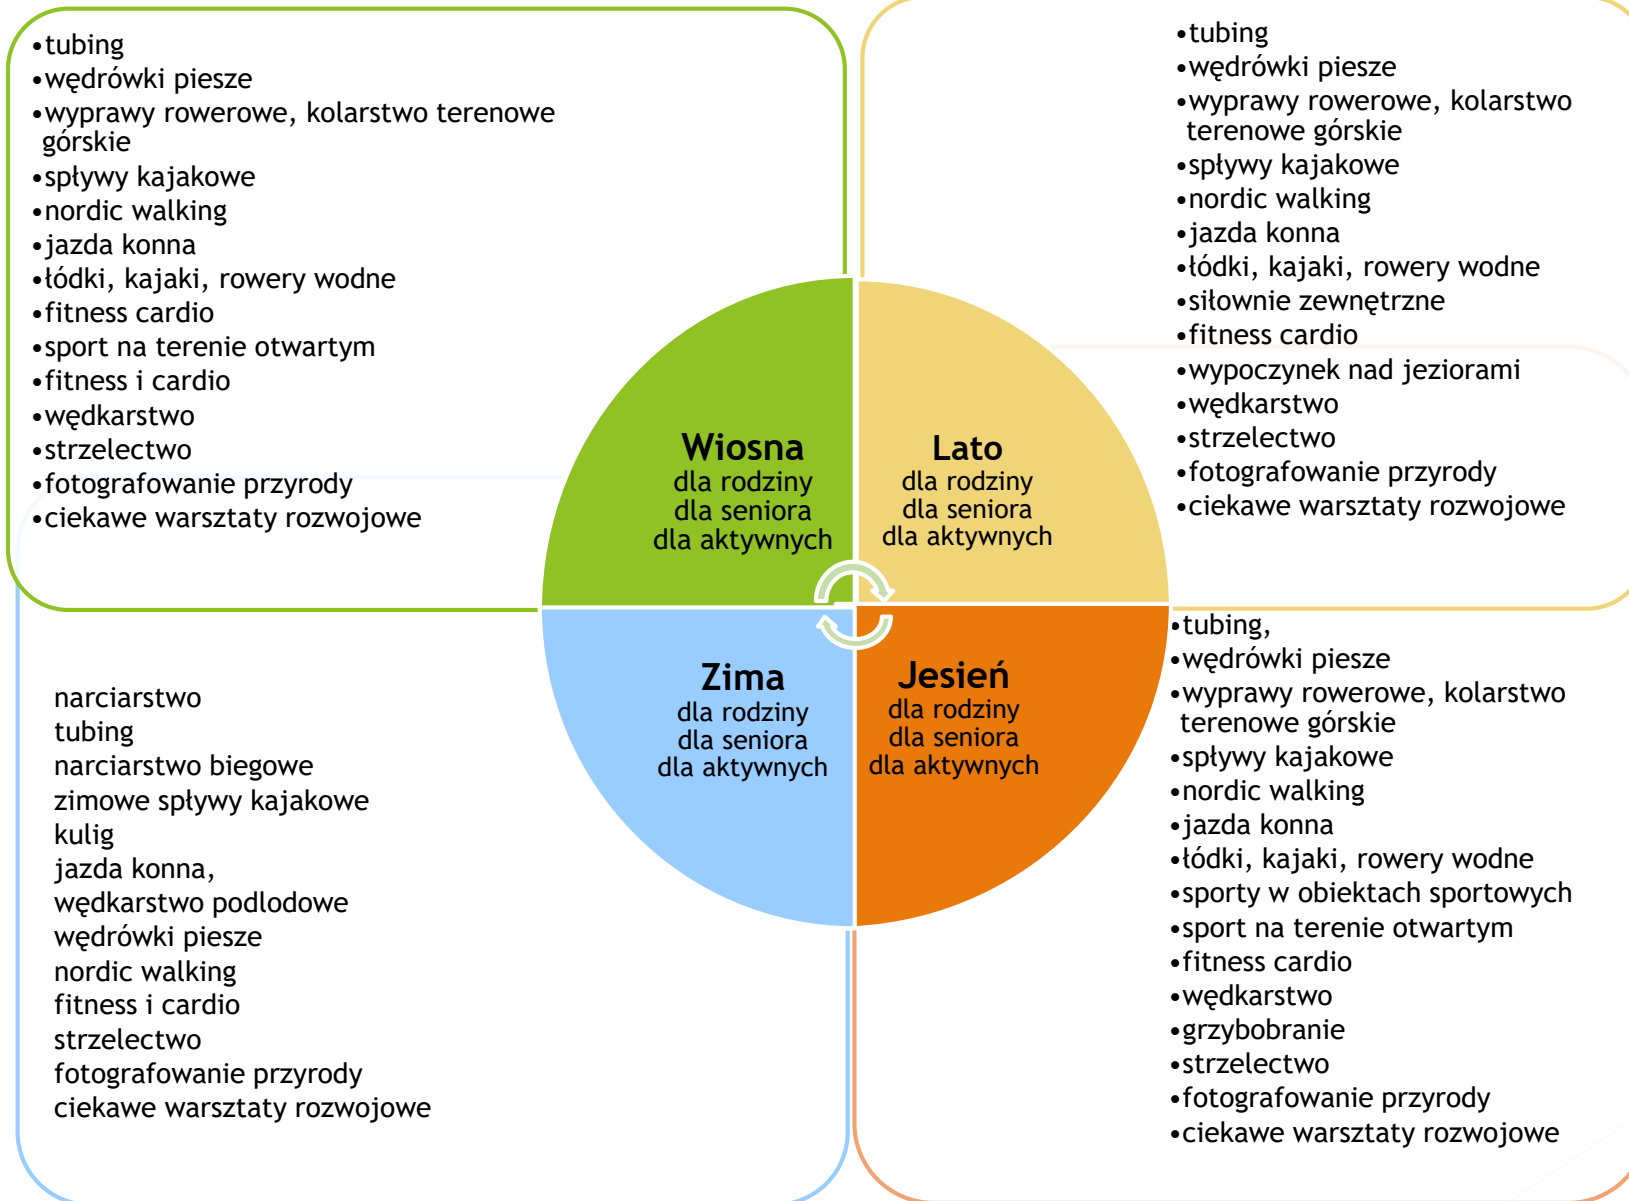 •tubing
•wędrówki piesze
•wyprawy rowerowe, kolarstwo terenowe
górskie
•spływy kajakowe
•nordic walking
•jazda konna
•łódki, kajaki, rowery wodne
•fitness cardio
•sport na terenie otwartym
•fitness i cardio
•wędkarstwo
•strzelectwo
•fotografowanie przyrody
•ciekawe warsztaty rozwojowe
•tubing
•wędrówki piesze
•wyprawy rowerowe, kolarstwo
terenowe górskie
•spływy kajakowe
•nordic walking
•jazda konna
•łódki, kajaki, rowery wodne
•siłownie zewnętrzne
•fitness cardio
•wypoczynek nad jeziorami
•wędkarstwo
•strzelectwo
•fotografowanie przyrody
•ciekawe warsztaty rozwojowe
Wiosna
dla rodziny
dla seniora
dla aktywnych
Lato
dla rodziny
dla seniora
dla aktywnych
Zima
dla rodziny
dla seniora
dla aktywnych
Jesień
dla rodziny
dla seniora
dla aktywnych
narciarstwo
tubing
narciarstwo biegowe
zimowe spływy kajakowe
kulig
jazda konna,
wędkarstwo podlodowe
wędrówki piesze
nordic walking
fitness i cardio
strzelectwo
fotografowanie przyrody
ciekawe warsztaty rozwojowe
•tubing,
•wędrówki piesze
•wyprawy rowerowe, kolarstwo
terenowe górskie
•spływy kajakowe
•nordic walking
•jazda konna
•łódki, kajaki, rowery wodne
•sporty w obiektach sportowych
•sport na terenie otwartym
•fitness cardio
•wędkarstwo
•grzybobranie
•strzelectwo
•fotografowanie przyrody
•ciekawe warsztaty rozwojowe